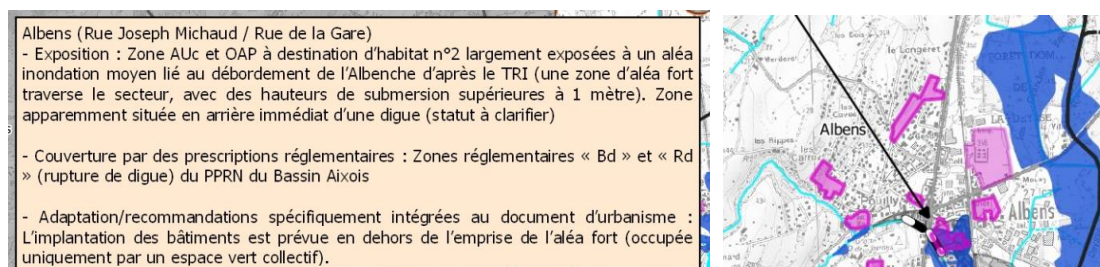 Albens (Rue Joseph Michaud / Rue de la Gare)
- Exposition : Zone AUc et OAP à destination d’habitat n°2 largement exposées à un aléa
inondation moyen lié au débordement de l’Albenche d’après le TRI (une zone d’aléa fort
traverse le secteur, avec des hauteurs de submersion supérieures à 1 mètre). Zone
apparemment située en arrière immédiat d’une digue (statut à clarifier)
- Couverture par des prescriptions réglementaires : Zones réglementaires « Bd » et « Rd
» (rupture de digue) du PPRN du Bassin Aixois
- Adaptation/recommandations spécifiquement intégrées au document d’urbanisme :
L’implantation des bâtiments est prévue en dehors de l’emprise de l’aléa fort (occupée
uniquement par un espace vert collectif).
le Longeret
Albens
Albens